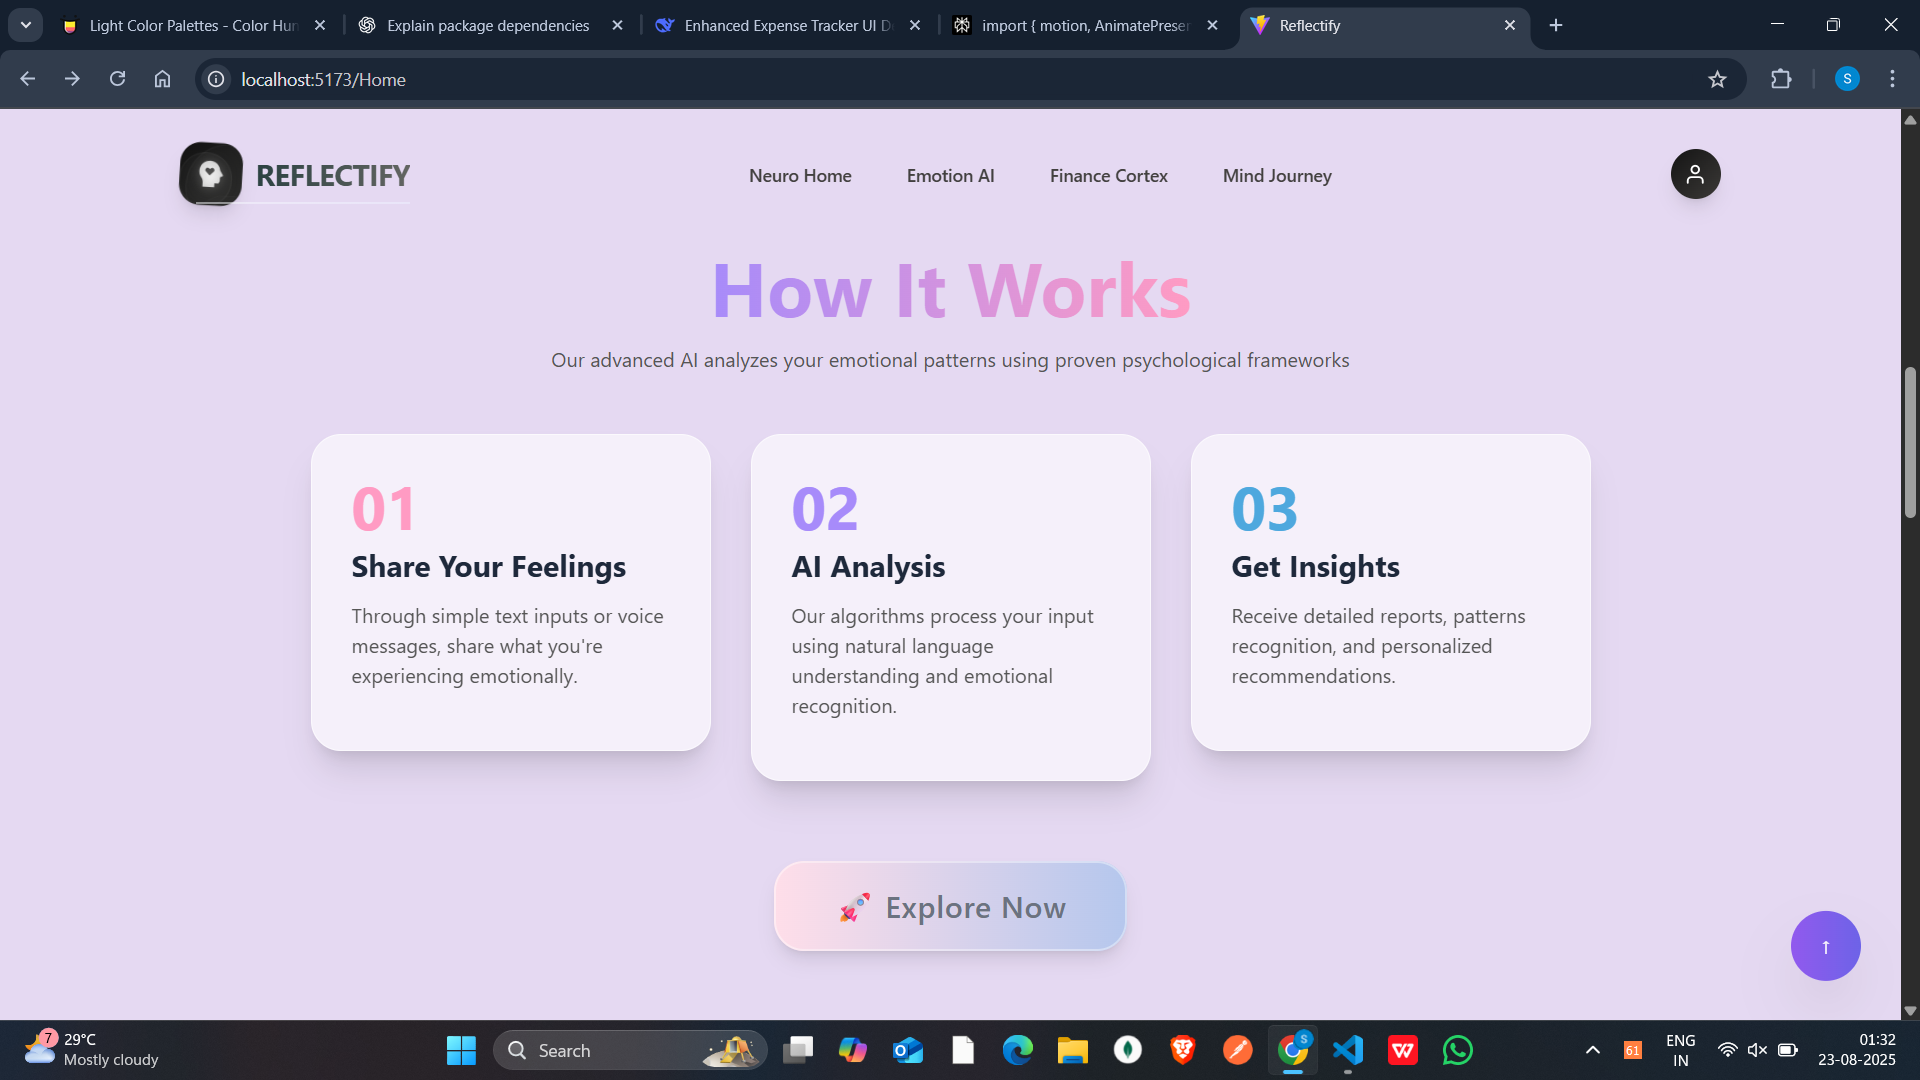 Light Color Palettes - Color Hun
Explain package dependencies
Enhanced Expense Tracker UI D
import { motion, AnimatePreser
Reflectify
localhost:5173/Home
S
REFLECTIFY
Neuro Home
Emotion AI
Finance Cortex
Mind Journey
How It Works
Our advanced AI analyzes your emotional patterns using proven psychological frameworks
01
Share Your Feelings
Through simple text inputs or voice
messages, share what you're
experiencing emotionally.
02
AI Analysis
Our algorithms process your input
using natural language
understanding and emotional
recognition.
03
Get Insights
Receive detailed reports, patterns
recognition, and personalized
recommendations.
🚀 Explore Now
↑
7
29°C
Mostly cloudy
Search
S
61
ENG
IN
01:32
23-08-2025